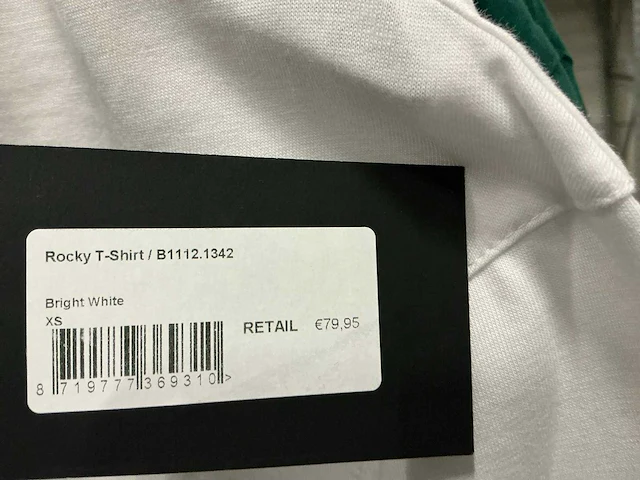 Rocky T-Shirt / B1112.1342
Bright White
XS
RETAIL €79,95
8 719777 369310 >